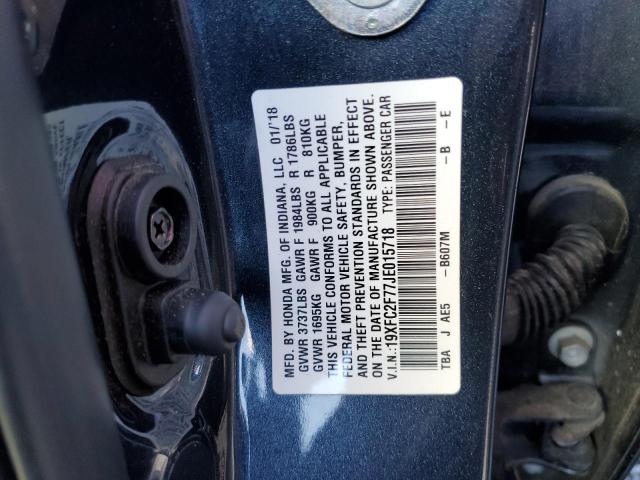 MFD. BY HONDA MFG. OF INDIANA, LLC 01/'18
GVWR 3737LBS GAWR F 1984LBS R 1786LBS
GVWR 1695KG GAWR F 900KG R 810KG
THIS VEHICLE CONFORMS TO ALL APPLICABLE
FEDERAL MOTOR VEHICLE SAFETY, BUMPER,
AND THEFT PREVENTION STANDARDS IN EFFECT
ON THE DATE OF MANUFACTURE SHOWN ABOVE.
V.I.N.:19XFC2F77JE015718 TYPE: PASSENGER CAR
TBA J AE5 –B607M –B –E